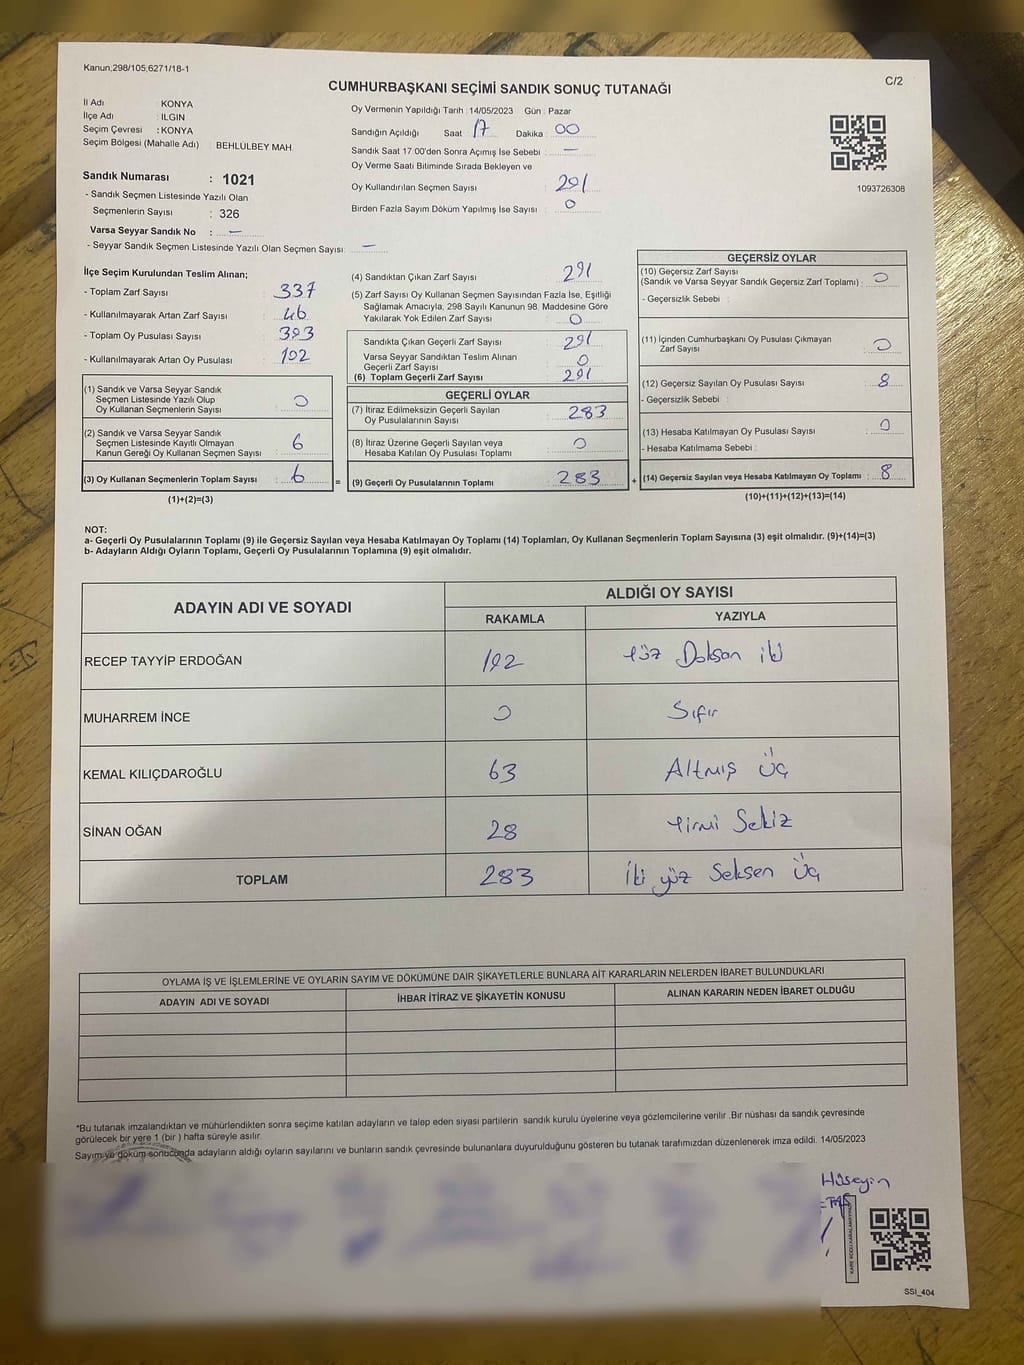 Kanun;298/105,6271/18-1
C/2
CUMHURBAŞKANI SEÇİMİ SANDIK SONUÇ TUTANAĞI
İl Adı : KONYA
İlçe Adı : ILGIN
Seçim Çevresi : KONYA
Seçim Bölgesi (Mahalle Adı) BEHLÜLBEY MAH.
Sandık Numarası : 1021
- Sandık Seçmen Listesinde Yazılı Olan
Seçmenlerin Sayısı : 326
Varsa Seyyar Sandık No : —
- Seyyar Sandık Seçmen Listesinde Yazılı Olan Seçmen Sayısı: —
Oy Vermenin Yapıldığı Tarih :14/05/2023 Gün : Pazar
Sandığın Açıldığı Saat 17 Dakika : 00
Sandık Saat 17:00'den Sonra Açımış İse Sebebi : —
Oy Verme Saati Bitiminde Sırada Bekleyen ve
Oy Kullandırılan Seçmen Sayısı 291
Birden Fazla Sayım Döküm Yapılmış İse Sayısı 0
1093726308
İlçe Seçim Kurulundan Teslim Alınan;
- Toplam Zarf Sayısı 337
- Kullanılmayarak Artan Zarf Sayısı : 46
- Toplam Oy Pusulası Sayısı 393
- Kullanılmayarak Artan Oy Pusulası 102
(1) Sandık ve Varsa Seyyar Sandık
Seçmen Listesinde Yazılı Olup
Oy Kullanan Seçmenlerin Sayısı : 0
(2) Sandık ve Varsa Seyyar Sandık
Seçmen Listesinde Kayıtlı Olmayan
Kanun Gereği Oy Kullanan Seçmen Sayısı : 6
(3) Oy Kullanan Seçmenlerin Toplam Sayısı : 6
(1)+(2)=(3)
=
(4) Sandıktan Çıkan Zarf Sayısı 291
(5) Zarf Sayısı Oy Kullanan Seçmen Sayısından Fazla İse, Eşitliği
Sağlamak Amacıyla, 298 Sayılı Kanunun 98. Maddesine Göre
Yakılarak Yok Edilen Zarf Sayısı : 0
Sandıkta Çıkan Geçerli Zarf Sayısı : 291
Varsa Seyyar Sandıktan Teslim Alınan
Geçerli Zarf Sayısı : 0
(6) Toplam Geçerli Zarf Sayısı 291
GEÇERLİ OYLAR
(7) İtiraz Edilmeksizin Geçerli Sayılan
Oy Pusulalarının Sayısı : 283
(8) İtiraz Üzerine Geçerli Sayılan veya
Hesaba Katılan Oy Pusulası Toplamı : 0
(9) Geçerli Oy Pusulalarının Toplamı 283
+
GEÇERSİZ OYLAR
(10) Geçersiz Zarf Sayısı
(Sandık ve Varsa Seyyar Sandık Geçersiz Zarf Toplamı) : 0
- Geçersizlik Sebebi :
(11) İçinden Cumhurbaşkanı Oy Pusulası Çıkmayan
Zarf Sayısı : 0
(12) Geçersiz Sayılan Oy Pusulası Sayısı : 8
- Geçersizlik Sebebi :
(13) Hesaba Katılmayan Oy Pusulası Sayısı : 0
- Hesaba Katılmama Sebebi :
(14) Geçersiz Sayılan veya Hesaba Katılmayan Oy Toplamı : 8
(10)+(11)+(12)+(13)=(14)
NOT:
a- Geçerli Oy Pusulalarının Toplamı (9) ile Geçersiz Sayılan veya Hesaba Katılmayan Oy Toplamı (14) Toplamları, Oy Kullanan Seçmenlerin Toplam Sayısına (3) eşit olmalıdır. (9)+(14)=(3)
b- Adayların Aldığı Oyların Toplamı, Geçerli Oy Pusulalarının Toplamına (9) eşit olmalıdır.
ADAYIN ADI VE SOYADI ALDIĞI OY SAYISI
RAKAMLA YAZIYLA
RECEP TAYYİP ERDOĞAN 192 Yüz Doksan iki
MUHARREM İNCE 0 Sıfır
KEMAL KILIÇDAROĞLU 63 Altmış Üç
SİNAN OĞAN 28 Yirmi Sekiz
TOPLAM 283 İki yüz Seksen Üç
OYLAMA İŞ VE İŞLEMLERİNE VE OYLARIN SAYIM VE DÖKÜMÜNE DAİR ŞİKAYETLERLE BUNLARA AİT KARARLARIN NELERDEN İBARET BULUNDUKLARI
ADAYIN ADI VE SOYADI İHBAR İTİRAZ VE ŞİKAYETİN KONUSU ALINAN KARARIN NEDEN İBARET OLDUĞU
*Bu tutanak imzalandıktan ve mühürlendikten sonra seçime katılan adayların ve talep eden siyasi partilerin sandık kurulu üyelerine veya gözlemcilerine verilir .Bir nüshası da sandık çevresinde
görülecek bir yere 1 (bir ) hafta süreyle asılır.
Sayım ve döküm sonucunda adayların aldığı oyların sayılarını ve bunların sandık çevresinde bulunanlara duyurulduğunu gösteren bu tutanak tarafımızdan düzenlenerek imza edildi. 14/05/2023
Hüseyin
KARE KODU KARALAMAYINIZ
SSI_404